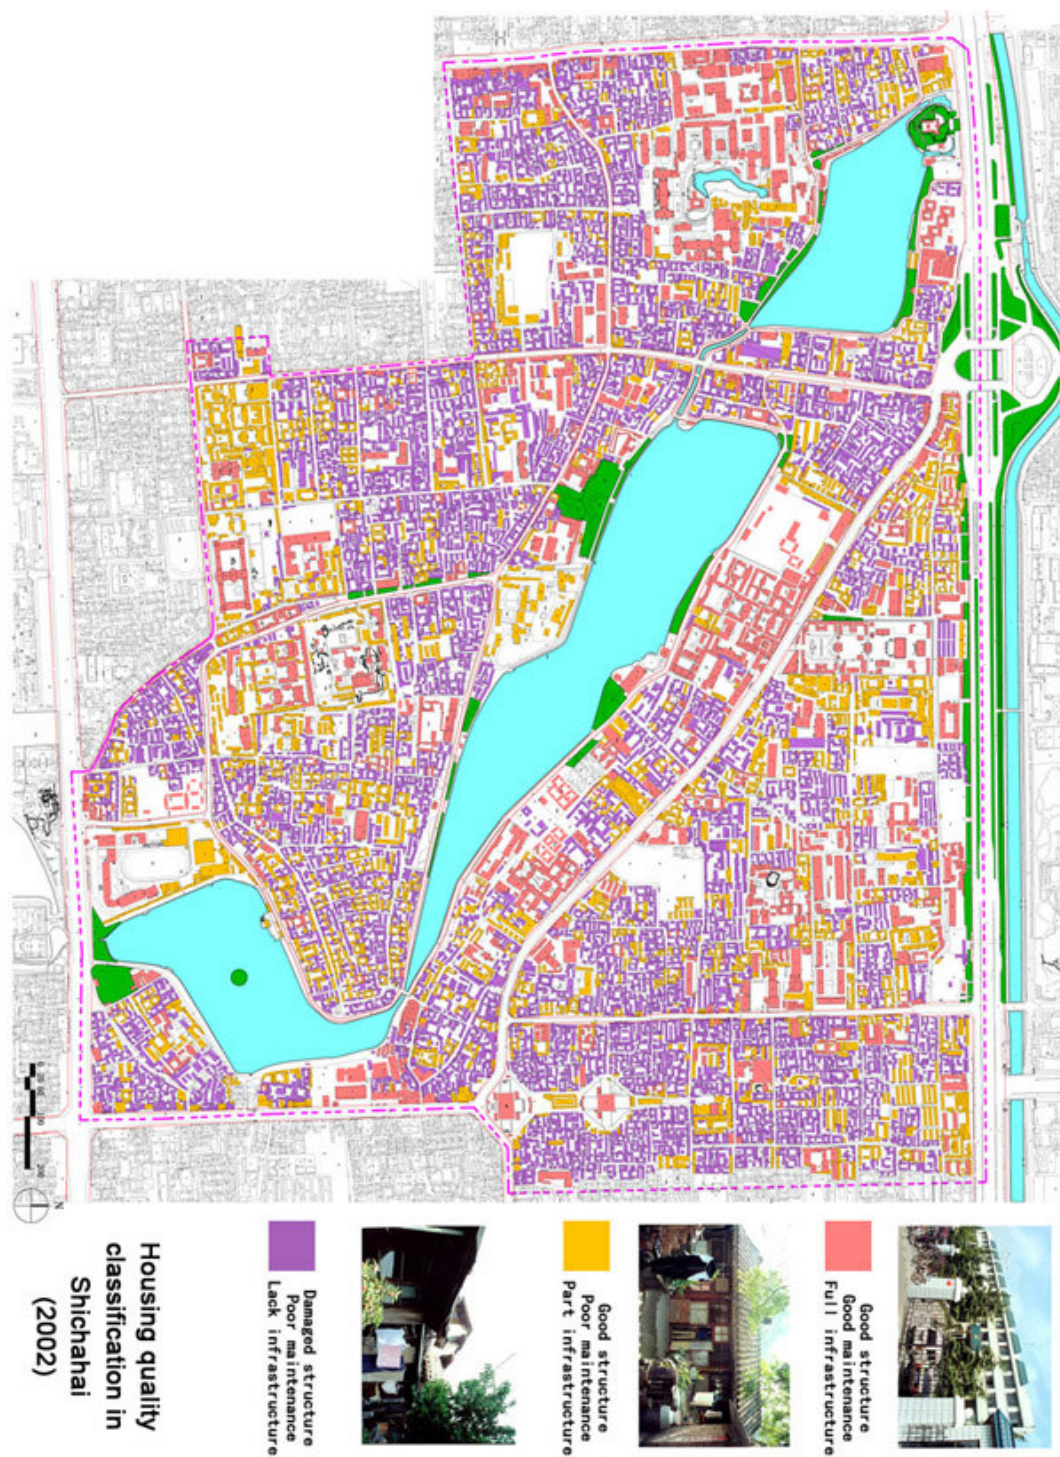 Housing quality
classification in
Shichahai
(2002)
Damaged structure
Poor maintenance
Lack infrastructure
Good structure
Poor maintenance
Part infrastructure
Good structure
Good maintenance
Full infrastructure
N
200